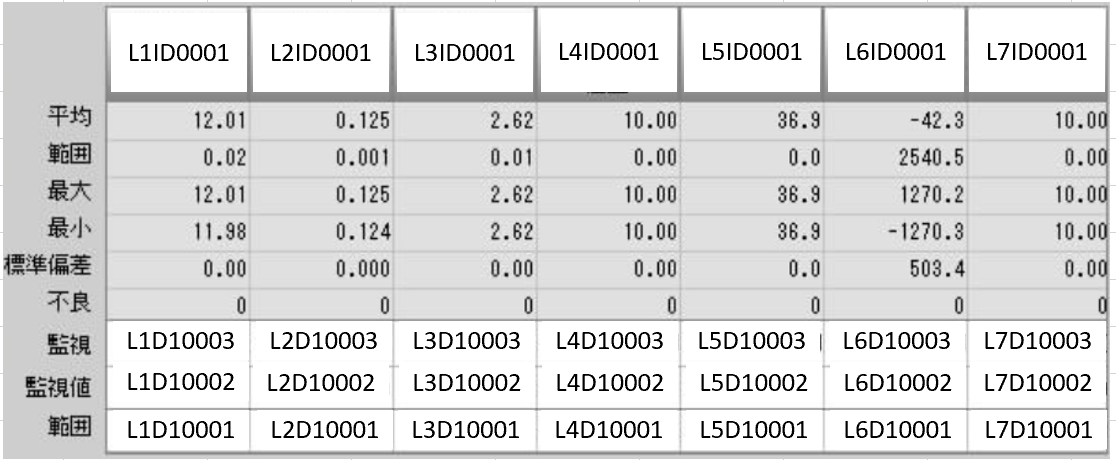 L1ID0001 L2ID0001 L3ID0001 L4ID0001 L5ID0001 L6ID0001 L7ID0001
平均 12.01 0.125 2.62 10.00 36.9 -42.3 10.00
範囲 0.02 0.001 0.01 0.00 0.0 2540.5 0.00
最大 12.01 0.125 2.62 10.00 36.9 1270.2 10.00
最小 11.98 0.124 2.62 10.00 36.9 -1270.3 10.00
標準偏差 0.00 0.000 0.00 0.00 0.0 503.4 0.00
不良 0 0 0 0 0 0 0
監視 L1D10003 L2D10003 L3D10003 L4D10003 L5D10003 L6D10003 L7D10003
監視値 L1D10002 L2D10002 L3D10002 L4D10002 L5D10002 L6D10002 L7D10002
範囲 L1D10001 L2D10001 L3D10001 L4D10001 L5D10001 L6D10001 L7D10001